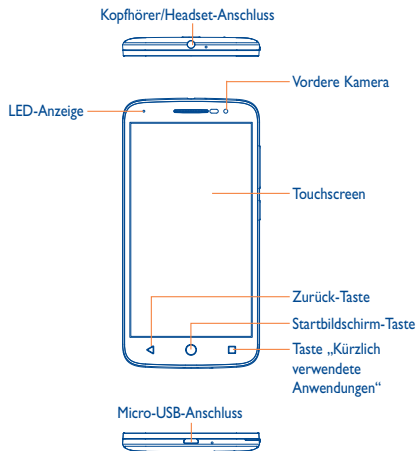 Kopfhörer/Headset-Anschluss
Vordere Kamera
LED-Anzeige
Touchscreen
Zurück-Taste
Startbildschirm-Taste
Taste „Kürzlich
verwendete
Anwendungen“
Micro-USB-Anschluss